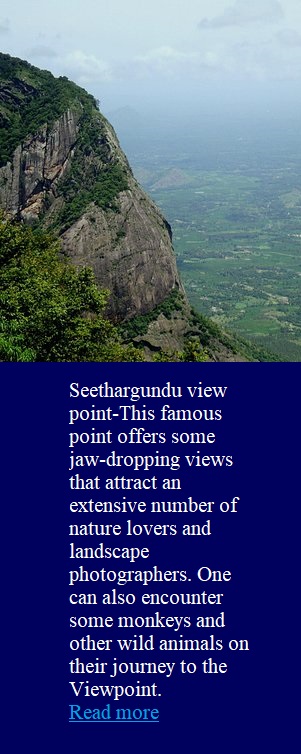 Seethargundu view
point-This famous
point offers some
jaw-dropping views
that attract an
extensive number of
nature lovers and
landscape
photographers. One
can also encounter
some monkeys and
other wild animals on
their journey to the
Viewpoint.
Read more